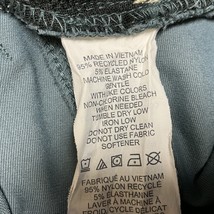 MADE IN VIETNAM
95% RECYCLED NYLON
5% ELASTANE
MACHINE WASH COLD
GENTLE
WITH LIKE COLORS
NON-CHLORINE BLEACH
WHEN NEEDED
TUMBLE DRY LOW
IRON LOW
DO NOT DRY CLEAN
DO NOT USE FABRIC
SOFTENER
FABRIQUÉ AU VIETNAM
95% NYLON RECYCLÉ
5% ÉLASTHANNE
LAVER À MACHINE À
CYCLE DÉLICAT